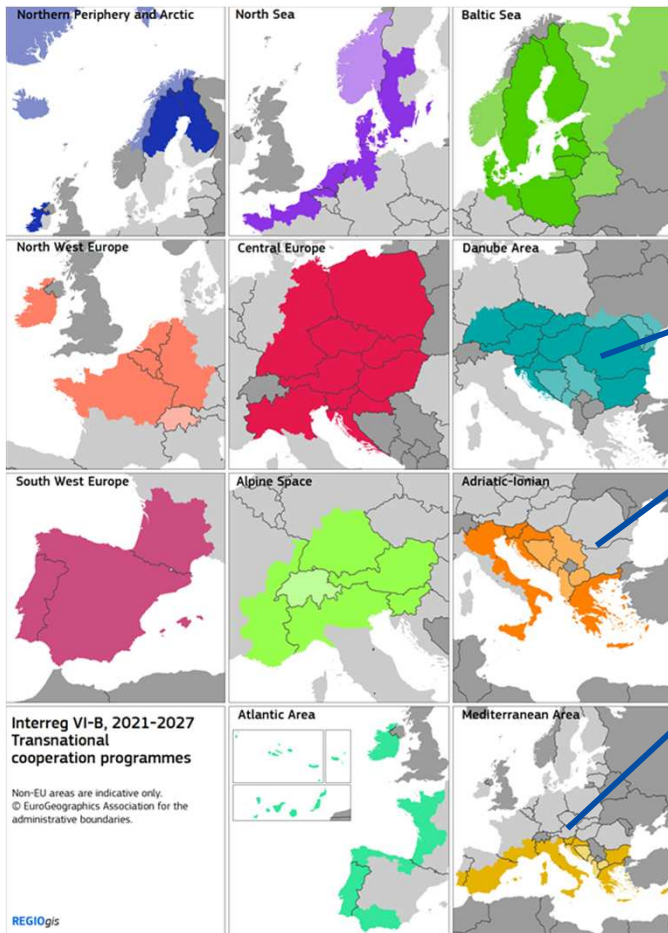 Northern Periphery and Arctic
North Sea
Baltic Sea
North West Europe
Central Europe
Danube Area
South West Europe
Alpine Space
Adriatic-Ionian
Interreg VI-B, 2021-2027
Transnational
cooperation programmes
Non-EU areas are indicative only.
© EuroGeographics Association for the
administrative boundaries.
REGIOgis
Atlantic Area
Mediterranean Area